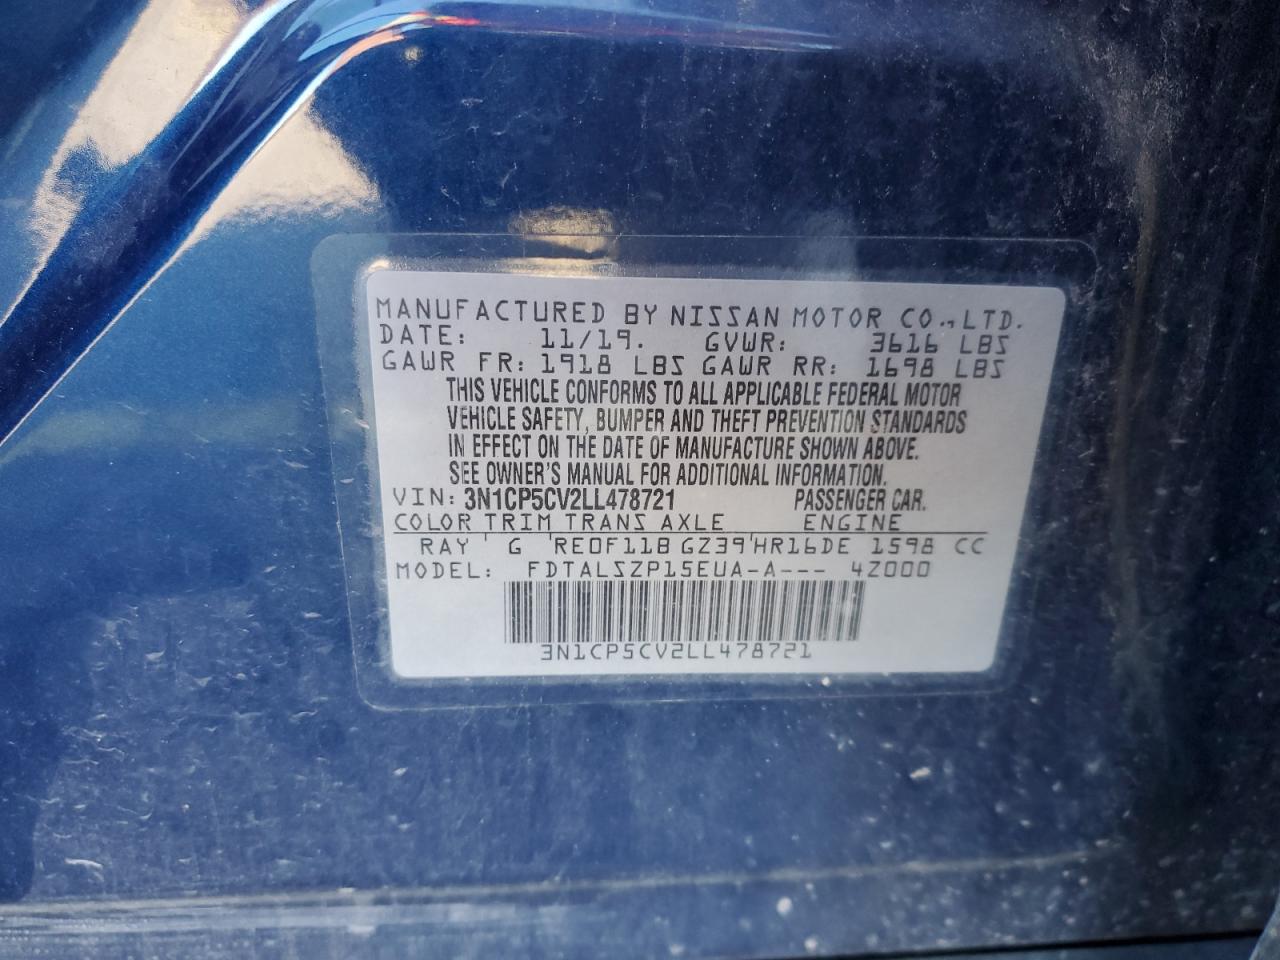 MANUFACTURED BY NISSAN MOTOR CO., LTD.
DATE: 11/19. GVWR: 3616 LBS
GAWR FR: 1918 LBS GAWR RR: 1698 LBS
THIS VEHICLE CONFORMS TO ALL APPLICABLE FEDERAL MOTOR
VEHICLE SAFETY, BUMPER AND THEFT PREVENTION STANDARDS
IN EFFECT ON THE DATE OF MANUFACTURE SHOWN ABOVE.
SEE OWNER'S MANUAL FOR ADDITIONAL INFORMATION.
VIN: 3N1CP5CV2LL478721 PASSENGER CAR.
COLOR TRIM TRANS AXLE ENGINE
RAY ' G 'RE0F11B GZ39'HR16DE 1598 CC
MODEL: FDTALSZP15EUA-A--- 4Z000
3N1CP5CV2LL478721